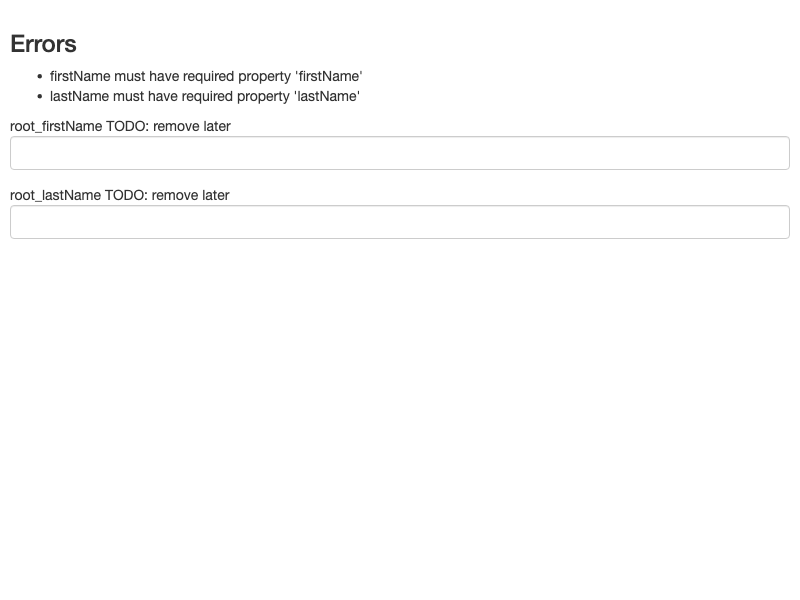 Errors
firstName must have required property 'firstName'
lastName must have required property 'lastName'
root_firstName TODO: remove later
root_lastName TODO: remove later